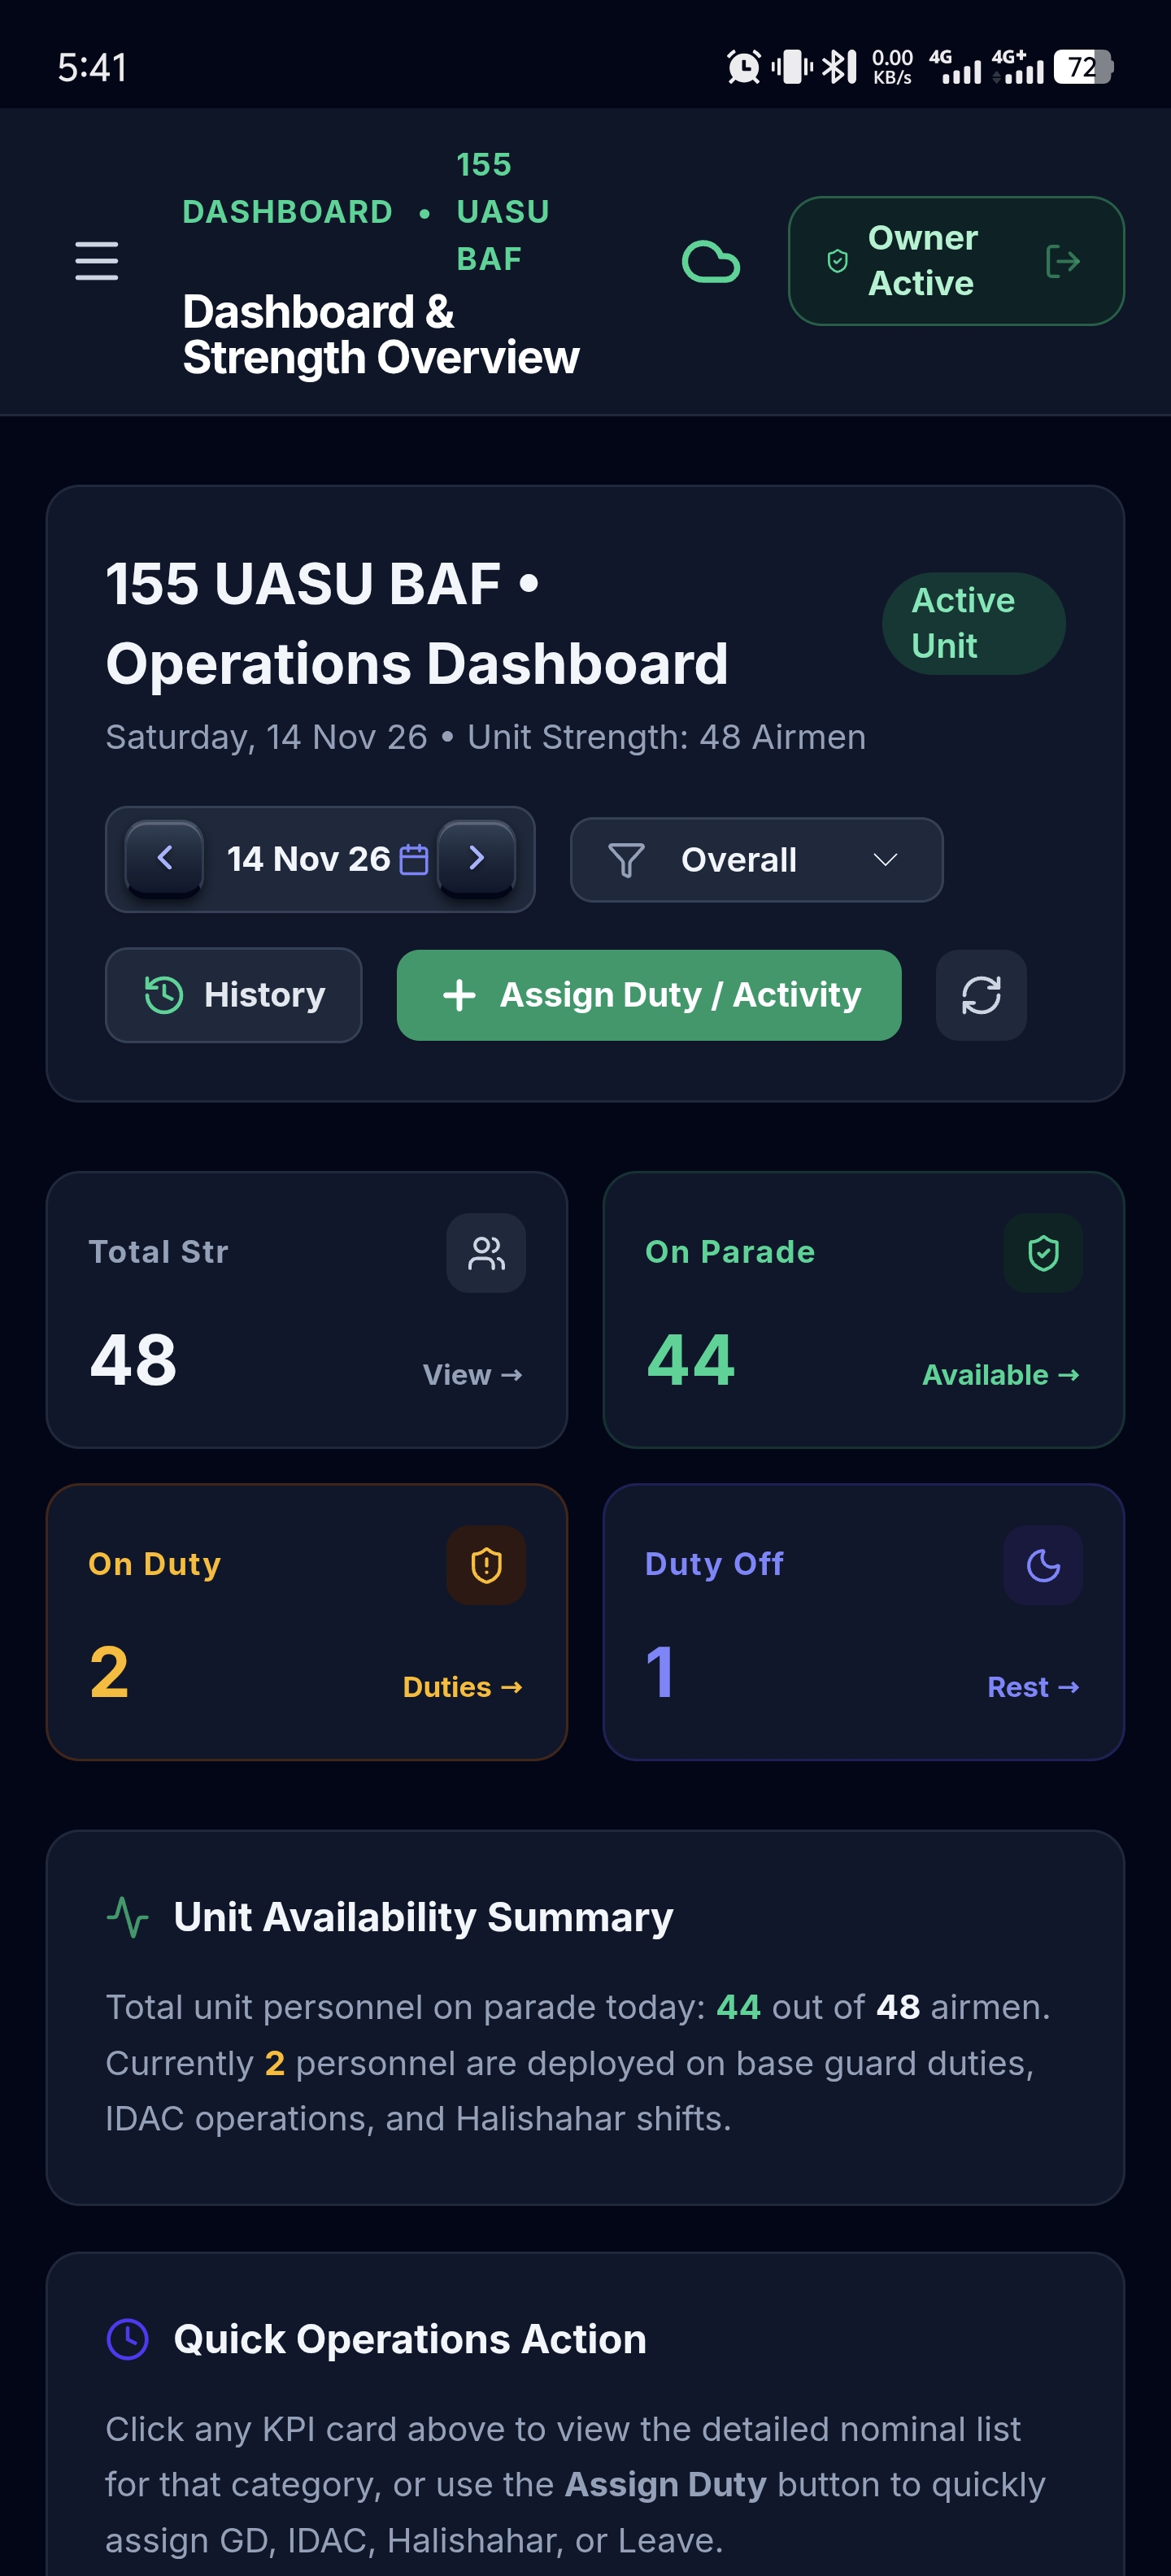 5:41
0.00 KB/s 4G 4G+ 72
DASHBOARD • 155 UASU BAF
Dashboard &
Strength Overview
Owner
Active
155 UASU BAF •
Operations Dashboard
Active
Unit
Saturday, 14 Nov 26 • Unit Strength: 48 Airmen
14 Nov 26
Overall
History
Assign Duty / Activity
Total Str
48
View →
On Parade
44
Available →
On Duty
2
Duties →
Duty Off
1
Rest →
Unit Availability Summary
Total unit personnel on parade today: 44 out of 48 airmen.
Currently 2 personnel are deployed on base guard duties,
IDAC operations, and Halishahar shifts.
Quick Operations Action
Click any KPI card above to view the detailed nominal list
for that category, or use the Assign Duty button to quickly
assign GD, IDAC, Halishahar, or Leave.